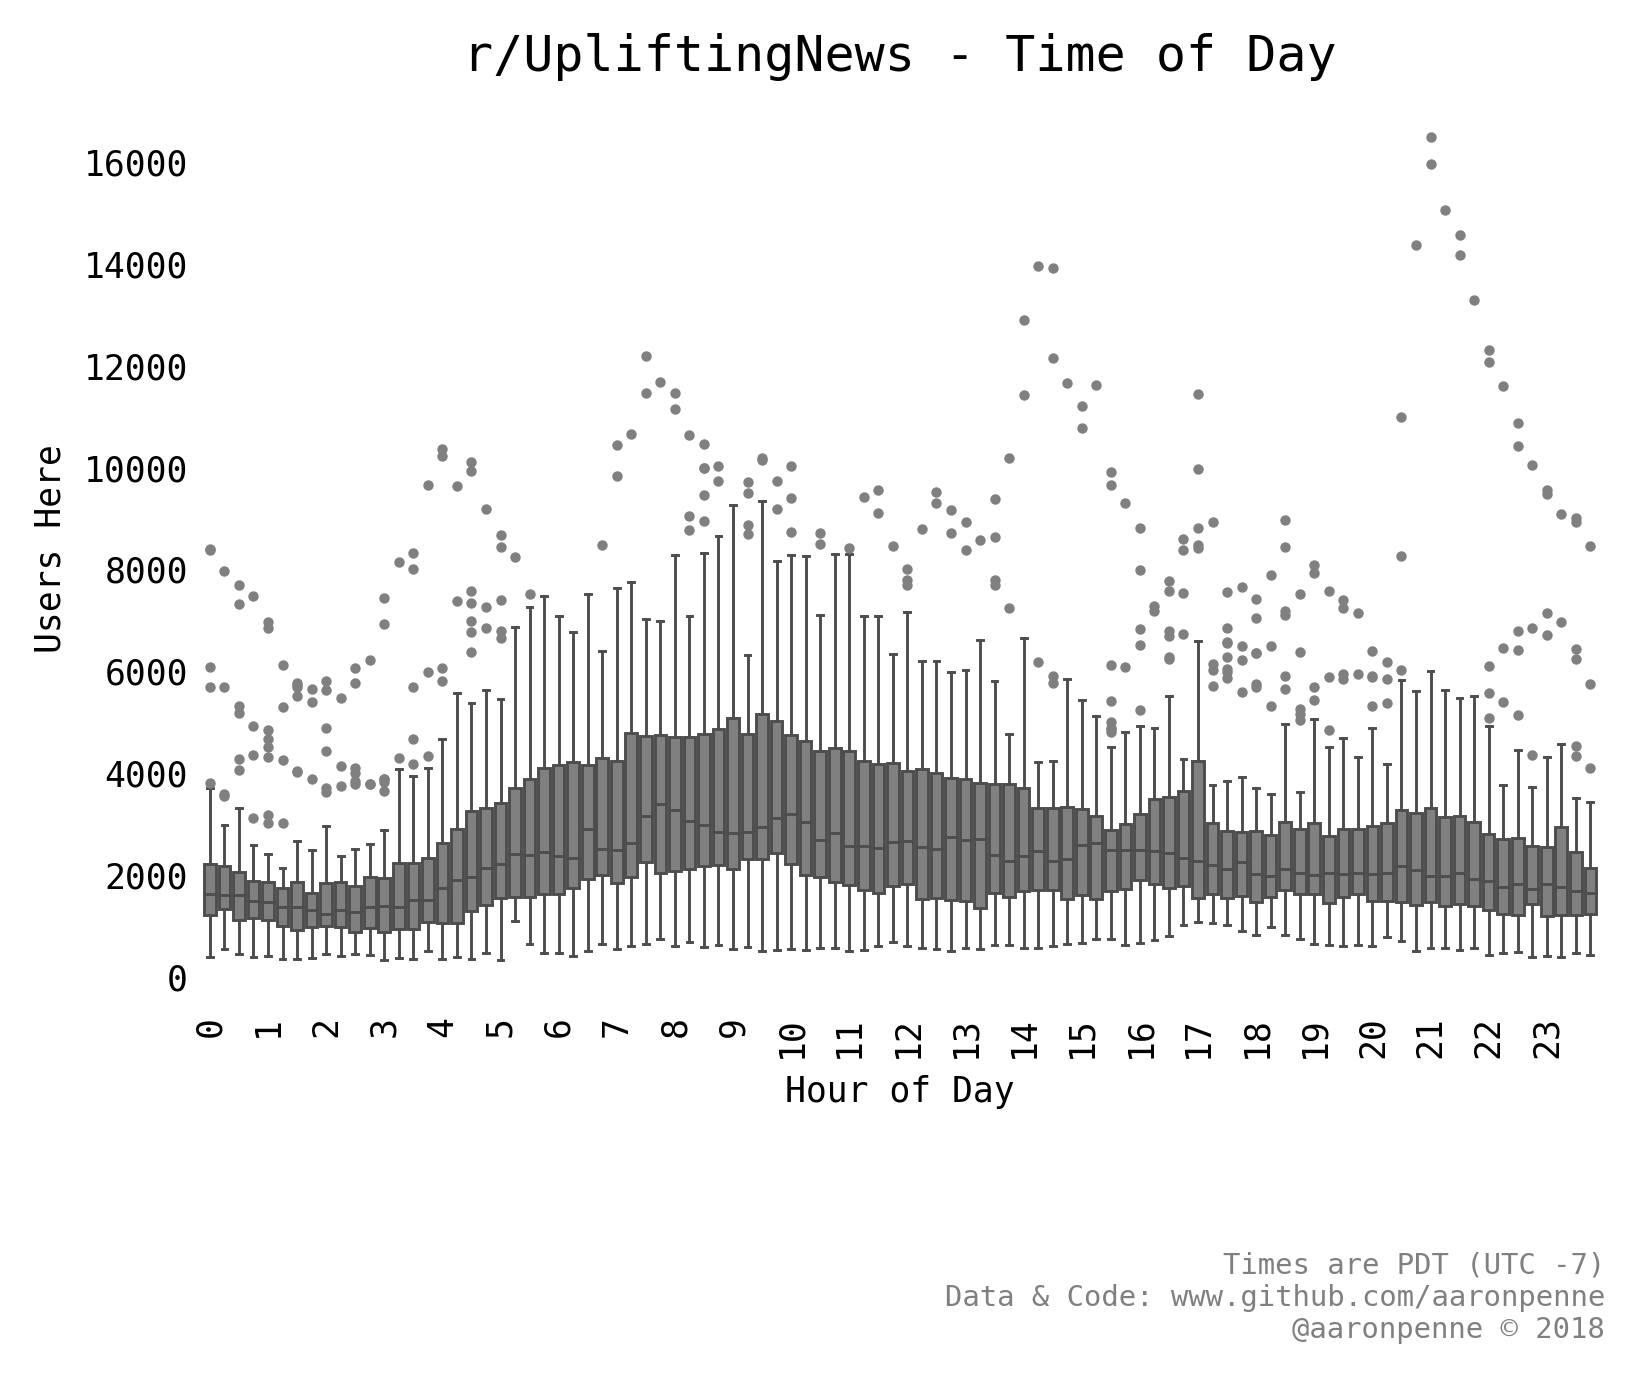 r/UpliftingNews - Time of Day
16000
14000
12000
10000
8000
6000
4000
2000
0
Users Here
0 1 2 3 4 5 6 7 8 9 10 11 12 13 14 15 16 17 18 19 20 21 22 23
Hour of Day
Times are PDT (UTC -7)
Data & Code: www.github.com/aaronpenne
@aaronpenne © 2018